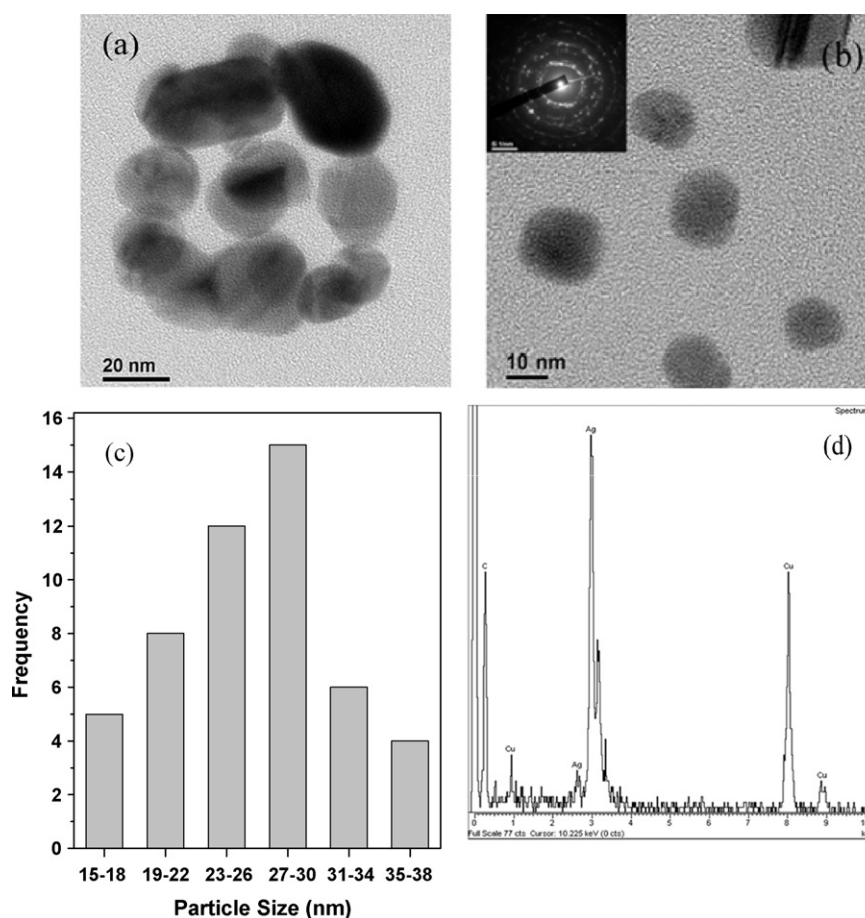 (a)
20 nm
(b)
10 nm
(c)
Frequency
16
14
12
10
8
6
4
2
0
15-18 19-22 23-26 27-30 31-34 35-38
Particle Size (nm)
Spectru
(d)
Ag
C
Cu
Cu
Ag
Cu
0 1 2 3 4 5 6 7 8 9
Full Scale 77 cts Cursor: 10.225 keV (0 cts)